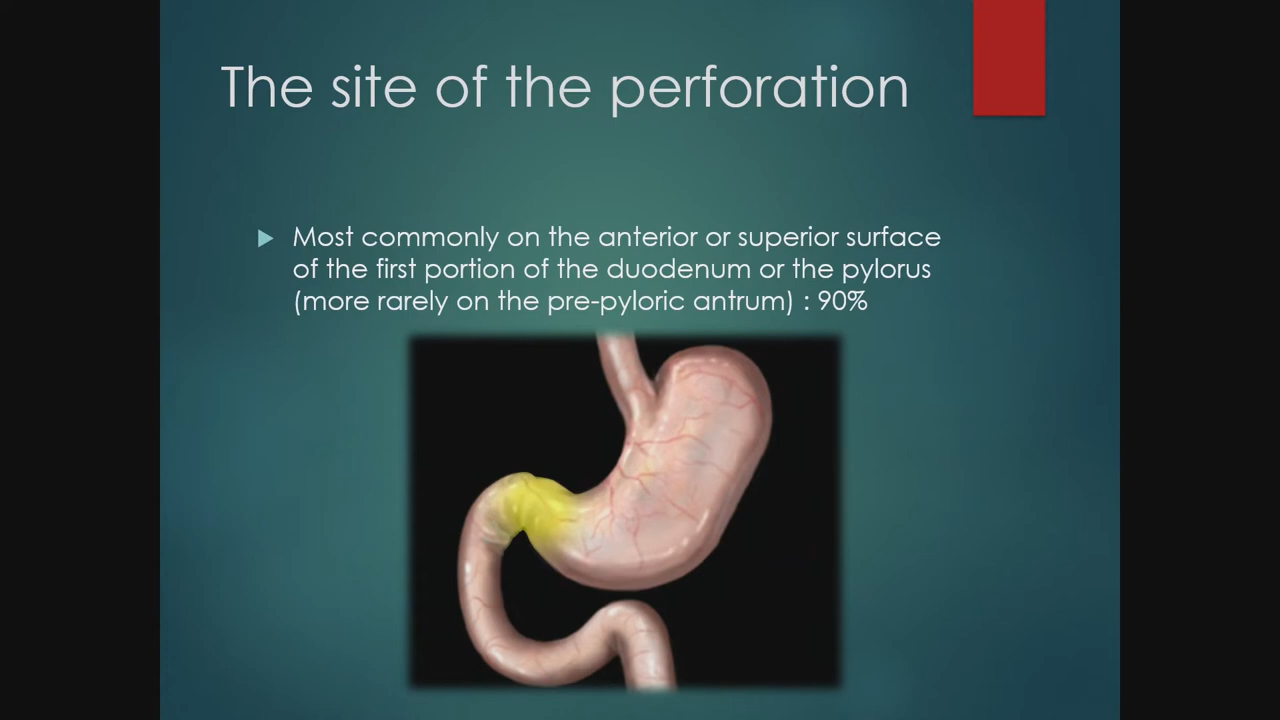 The site of the perforation
Most commonly on the anterior or superior surface
of the first portion of the duodenum or the pylorus
(more rarely on the pre-pyloric antrum) : 90%